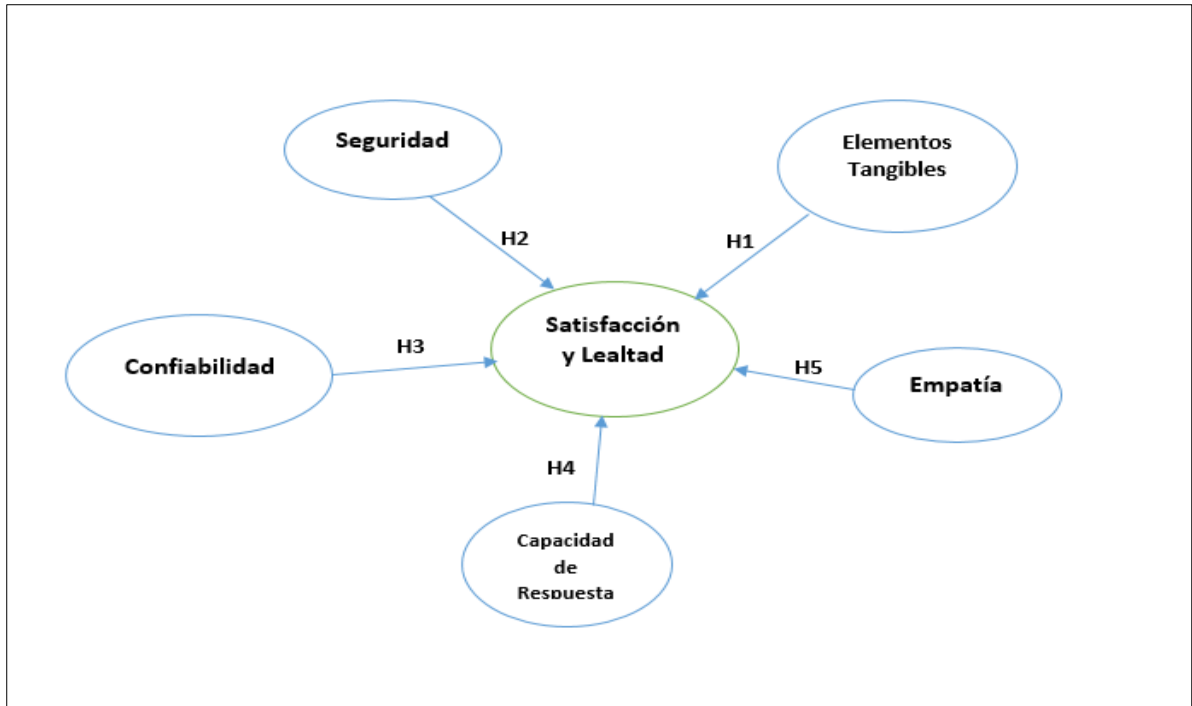 Seguridad
Elementos
Tangibles
H2
H1
Satisfacción
y Lealtad
Confiabilidad
H3
H5
Empatía
H4
Capacidad
de
Respuesta